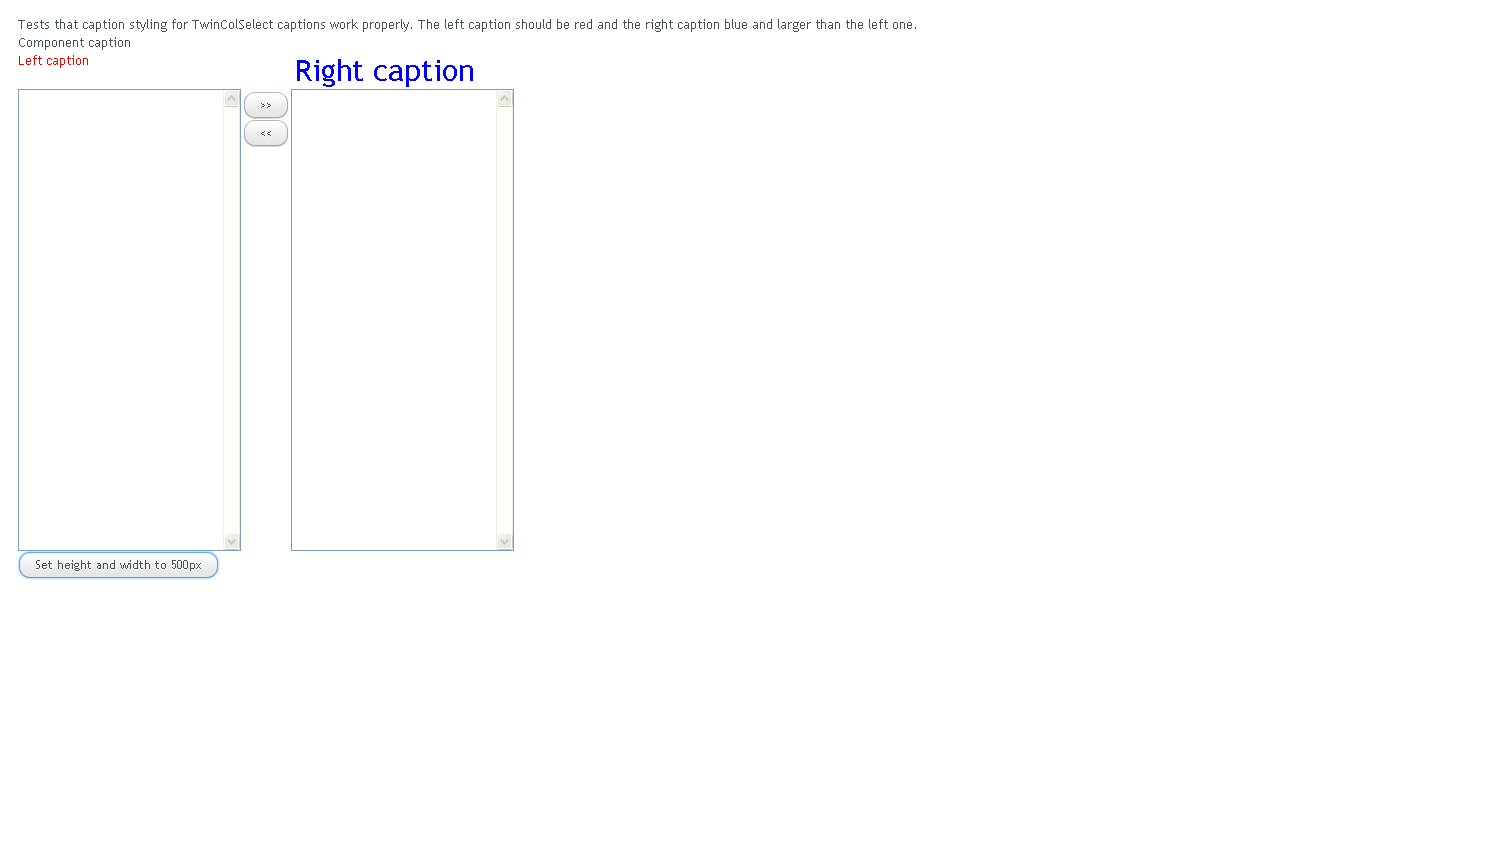 Tests that caption styling for TwinColSelect captions work properly. The left caption should be red and the right caption blue and larger than the left one.
Component caption
Left caption
Right caption
>>
<<
Set height and width to 500px